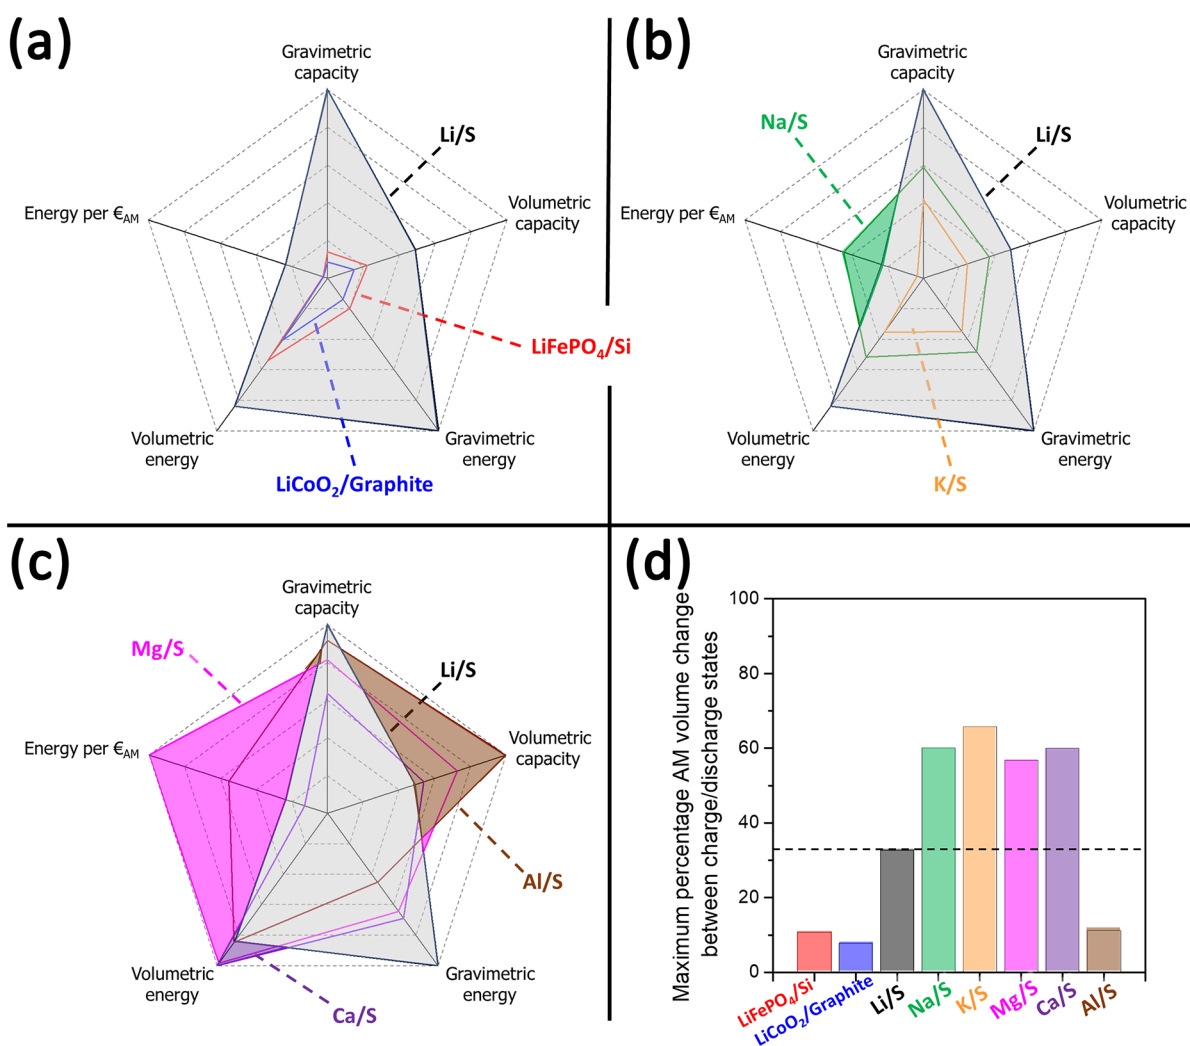 (a)
Gravimetric
capacity
Li/S
Energy per €AM
Volumetric
capacity
LiFePO4/Si
Volumetric
energy
Gravimetric
energy
LiCoO2/Graphite
(b)
Gravimetric
capacity
Na/S
Li/S
Energy per €AM
Volumetric
capacity
Volumetric
energy
Gravimetric
energy
K/S
(c)
Gravimetric
capacity
Mg/S
Li/S
Energy per €AM
Volumetric
capacity
Al/S
Volumetric
energy
Gravimetric
energy
Ca/S
(d)
Maximum percentage AM volume change
between charge/discharge states
100
80
60
40
20
0
LiFePO4/Si
LiCoO2/Graphite
Li/S
Na/S
K/S
Mg/S
Ca/S
Al/S